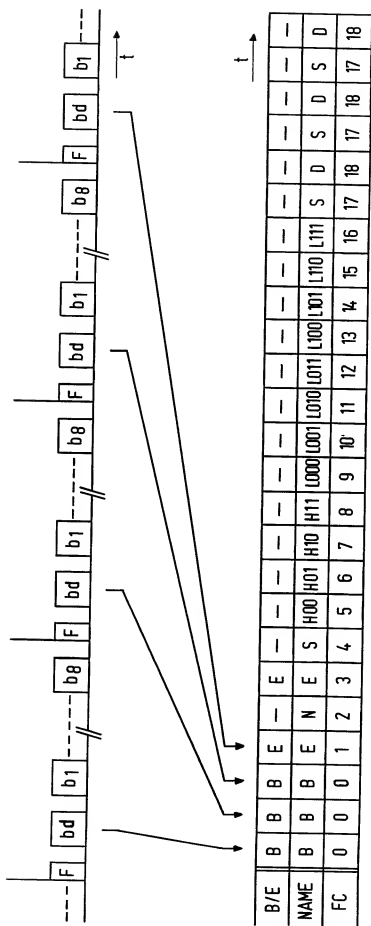 F bd b1 b8 F bd b1 b8 F bd b1 b8 F bd b1
t
t
B/E B B B E — E — — — — — — — — — — — — — — — — — — —
NAME B B B E N E S H00 H01 H10 H11 L000 L001 L010 L011 L100 L101 L110 L111 S D S D S D
FC 0 0 0 1 2 3 4 5 6 7 8 9 10 11 12 13 14 15 16 17 18 17 18 17 18